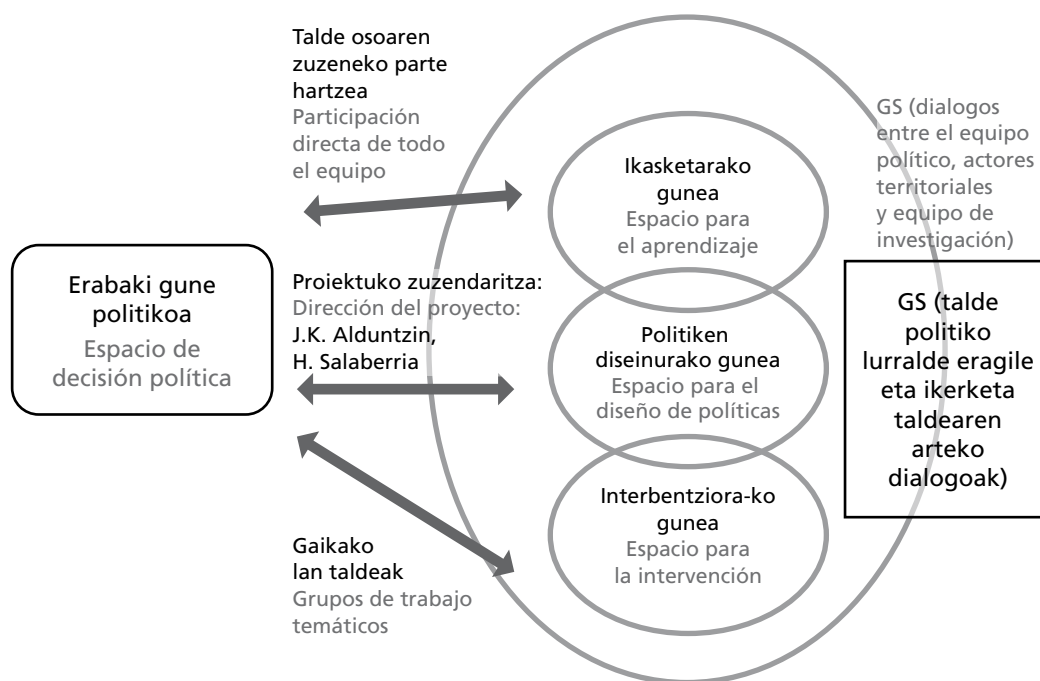 Talde osoaren
zuzeneko parte
hartzea
Participación
directa de todo
el equipo
GS (dialogos
entre el equipo
político, actores
territoriales
y equipo de
investigación)
Ikasketarako
gunea
Espacio para
el aprendizaje
Erabaki gune
politikoa
Espacio de
decisión política
Proiektuko zuzendaritza:
Dirección del proyecto:
J.K. Alduntzin,
H. Salaberria
Politiken
diseinurako gunea
Espacio para el
diseño de políticas
GS (talde
politiko
lurralde eragile
eta ikerketa
taldearen
arteko
dialogoak)
Interbentziora-ko
gunea
Espacio para
la intervención
Gaikako
lan taldeak
Grupos de trabajo
temáticos